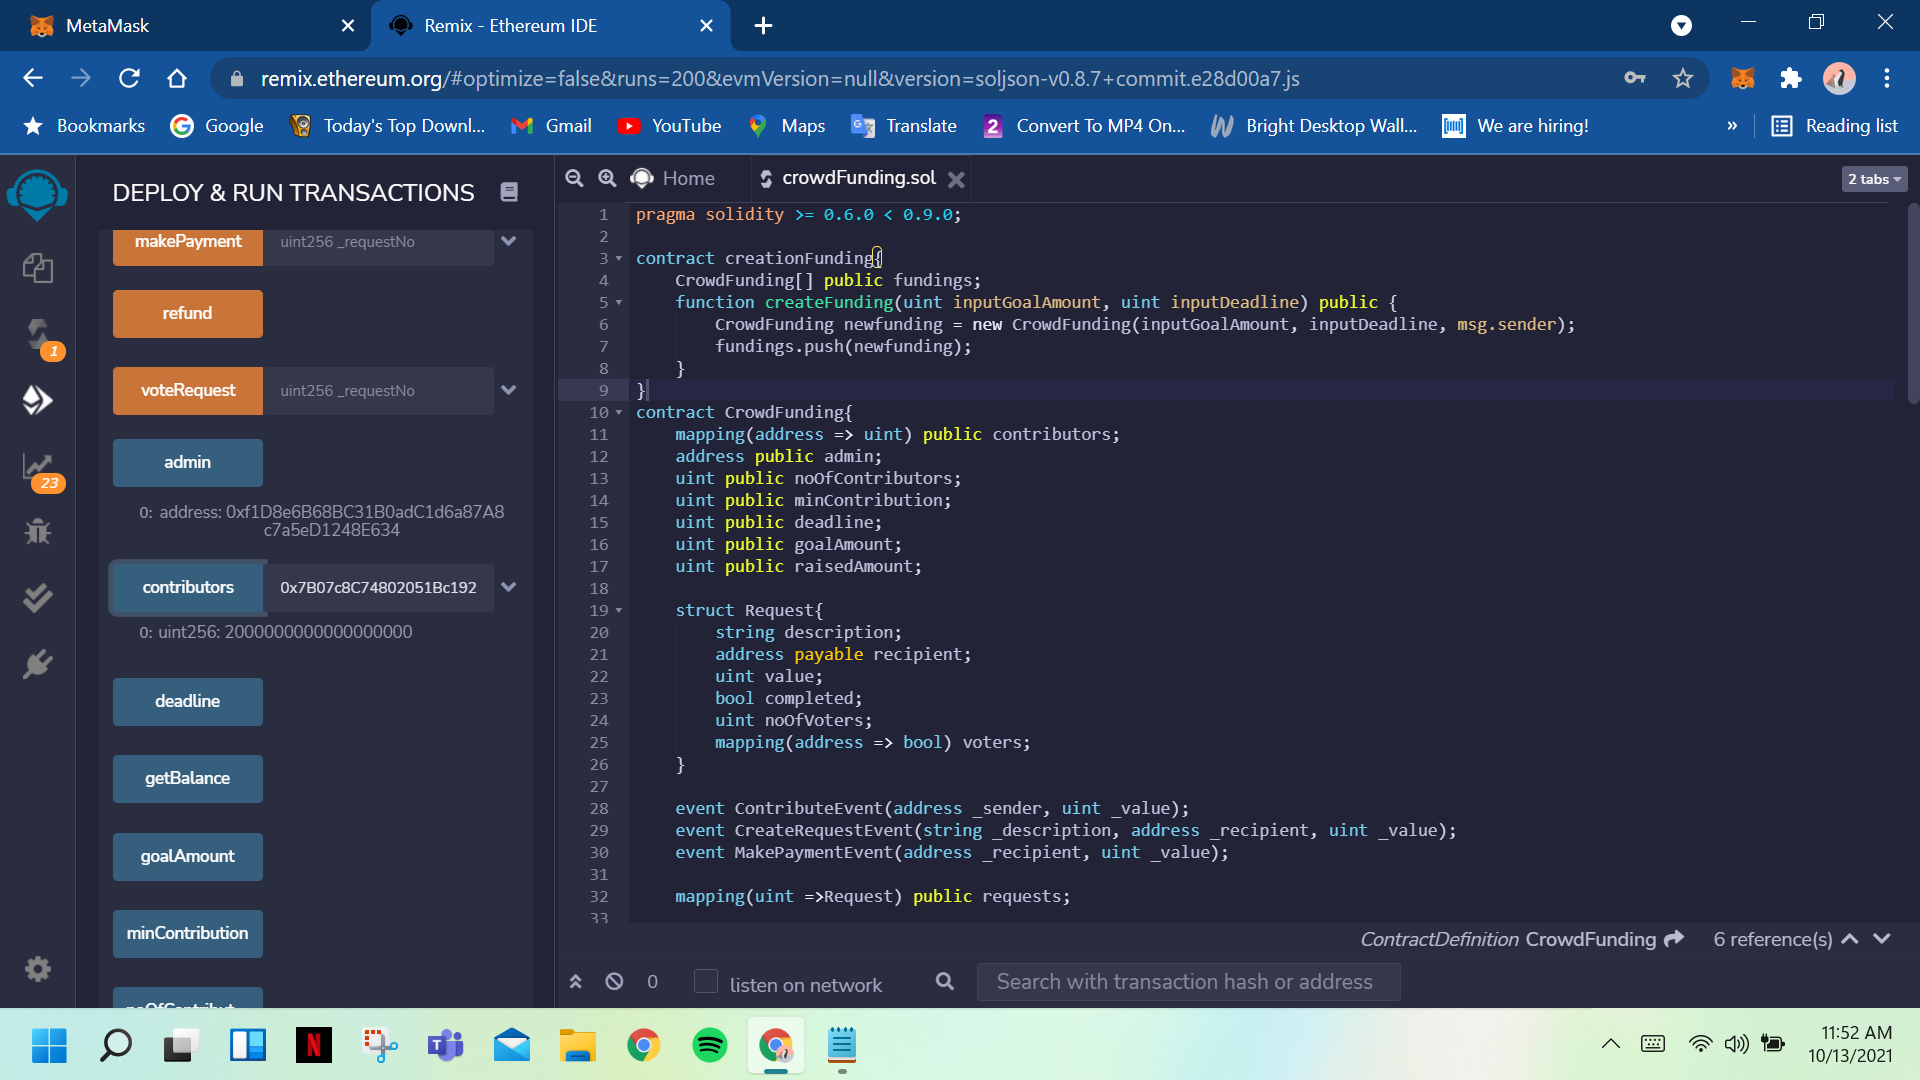 MetaMask
Remix - Ethereum IDE
remix.ethereum.org/#optimize=false&runs=200&evmVersion=null&version=soljson-v0.8.7+commit.e28d00a7.js
Bookmarks
Google
Today's Top Downl...
Gmail
YouTube
Maps
Translate
2
Convert To MP4 On...
Bright Desktop Wall...
We are hiring!
»
Reading list
DEPLOY & RUN TRANSACTIONS
makePayment uint256 _requestNo
refund
1
voteRequest uint256 _requestNo
admin
23
0: address: 0xf1D8e6B68BC31B0adC1d6a87A8
c7a5eD1248E634
contributors 0x7B07c8C74802051Bc192
0: uint256: 2000000000000000000
deadline
getBalance
goalAmount
minContribution
Home
crowdFunding.sol
2 tabs
1 pragma solidity >= 0.6.0 < 0.9.0;
2
3 contract creationFunding{
4 CrowdFunding[] public fundings;
5 function createFunding(uint inputGoalAmount, uint inputDeadline) public {
6 CrowdFunding newfunding = new CrowdFunding(inputGoalAmount, inputDeadline, msg.sender);
7 fundings.push(newfunding);
8 }
9 }
10 contract CrowdFunding{
11 mapping(address => uint) public contributors;
12 address public admin;
13 uint public noOfContributors;
14 uint public minContribution;
15 uint public deadline;
16 uint public goalAmount;
17 uint public raisedAmount;
18
19 struct Request{
20 string description;
21 address payable recipient;
22 uint value;
23 bool completed;
24 uint noOfVoters;
25 mapping(address => bool) voters;
26 }
27
28 event ContributeEvent(address _sender, uint _value);
29 event CreateRequestEvent(string _description, address _recipient, uint _value);
30 event MakePaymentEvent(address _recipient, uint _value);
31
32 mapping(uint =>Request) public requests;
33
ContractDefinition CrowdFunding 6 reference(s)
0 listen on network Search with transaction hash or address
11:52 AM
10/13/2021